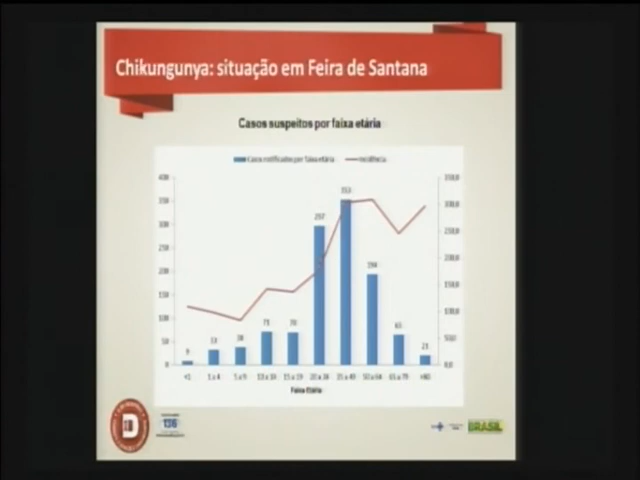 Chikungunya: situação em Feira de Santana
Casos suspeitos por faixa etária
Casos notificados por faixa etária
Incidência
400
350
300
250
200
150
100
50
0
350,0
300,0
250,0
200,0
150,0
100,0
50,0
0,0
9
33
38
71
70
297
353
194
65
21
<1
1 a 4
5 a 9
10 a 14
15 a 19
20 a 34
35 a 49
50 a 64
65 a 79
Faixa Etária
136
BRASIL